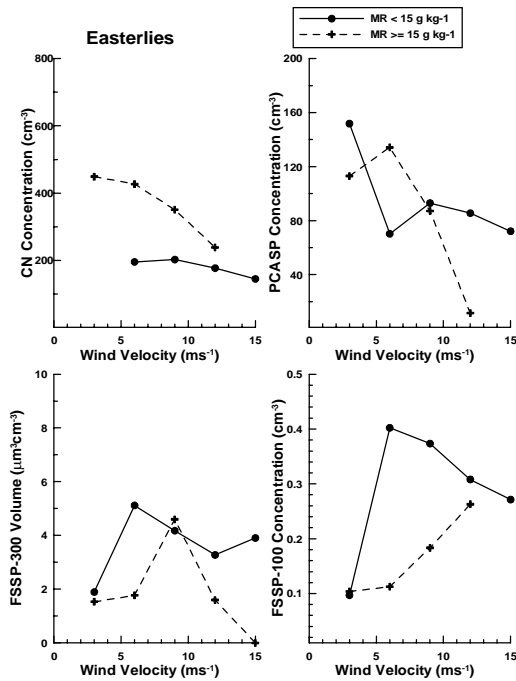 Easterlies
MR < 15 g kg-1
MR >= 15 g kg-1
CN Concentration (cm-3)
800
600
400
200
0 5 10 15
Wind Velocity (ms-1)
PCASP Concentration (cm-3)
200
160
120
80
40
0 5 10 15
Wind Velocity (ms-1)
FSSP-300 Volume (μm3cm-3)
10
8
6
4
2
0
0 5 10 15
Wind Velocity (ms-1)
FSSP-100 Concentration (cm-3)
0.5
0.4
0.3
0.2
0.1
0 5 10 15
Wind Velocity (ms-1)